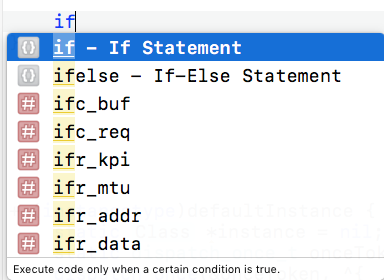 if
if – If Statement
ifelse – If-Else Statement
ifc_buf
ifc_req
ifr_kpi
ifr_mtu
ifr_addr
ifr_data
Execute code only when a certain condition is true.